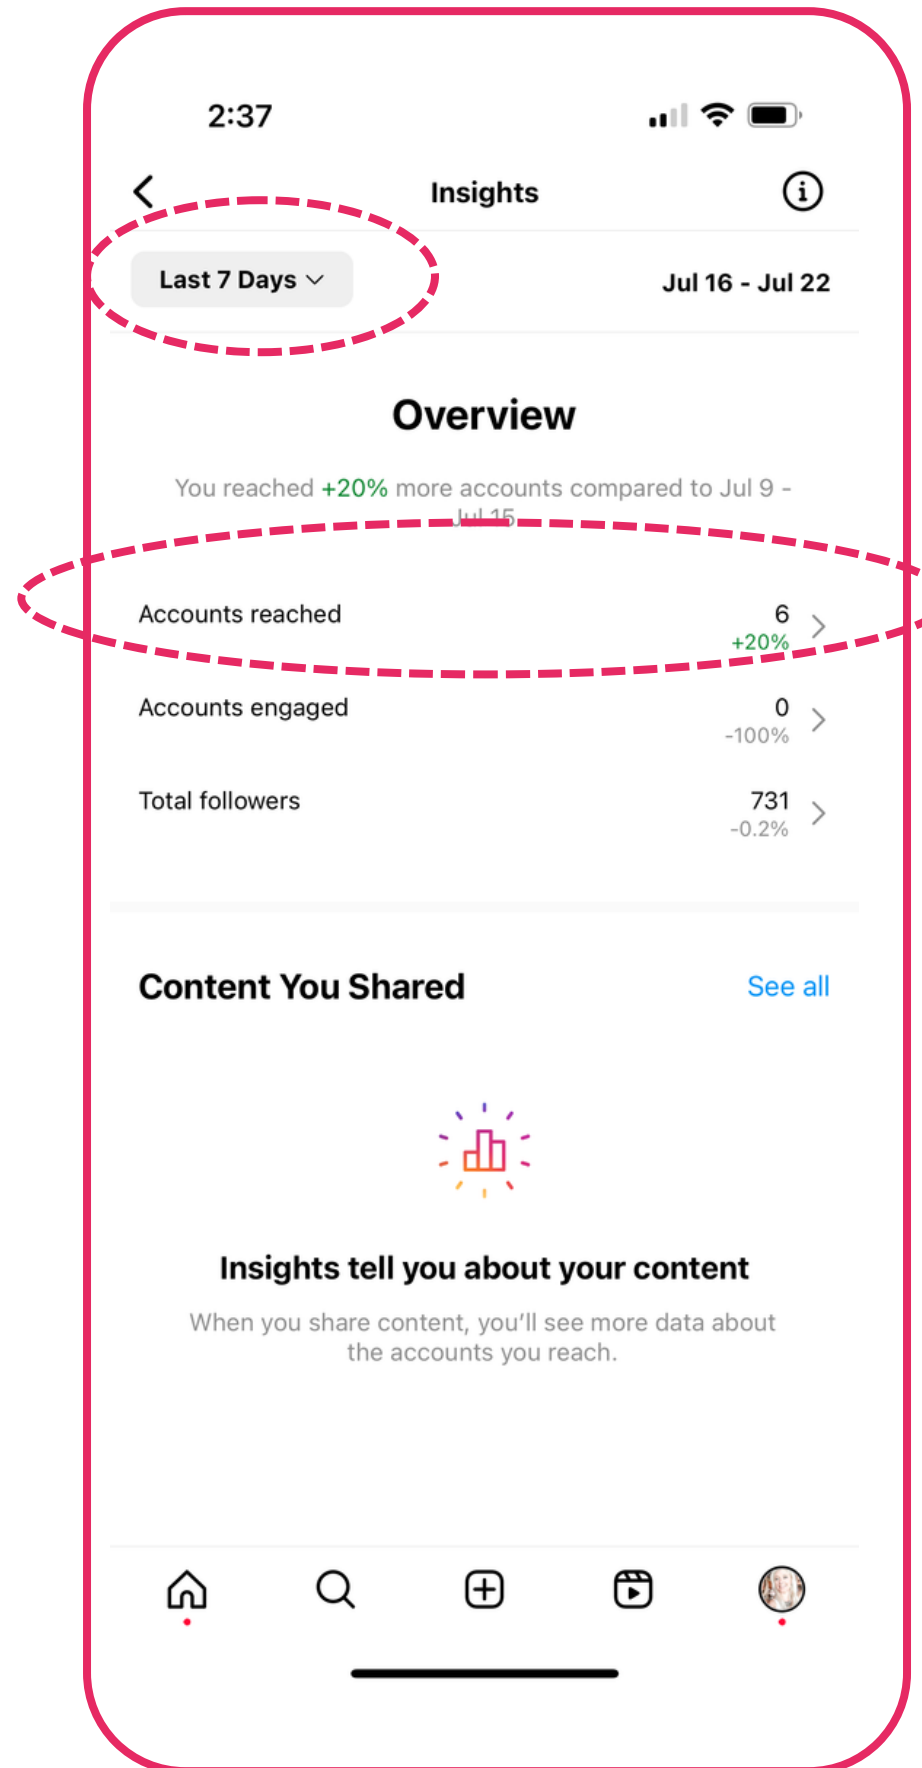 2:37
Insights
Last 7 Days
Jul 16 - Jul 22
Overview
You reached +20% more accounts compared to Jul 9 -
Jul 15
Accounts reached
6
+20%
Accounts engaged
0
-100%
Total followers
731
-0.2%
Content You Shared
See all
Insights tell you about your content
When you share content, you'll see more data about
the accounts you reach.